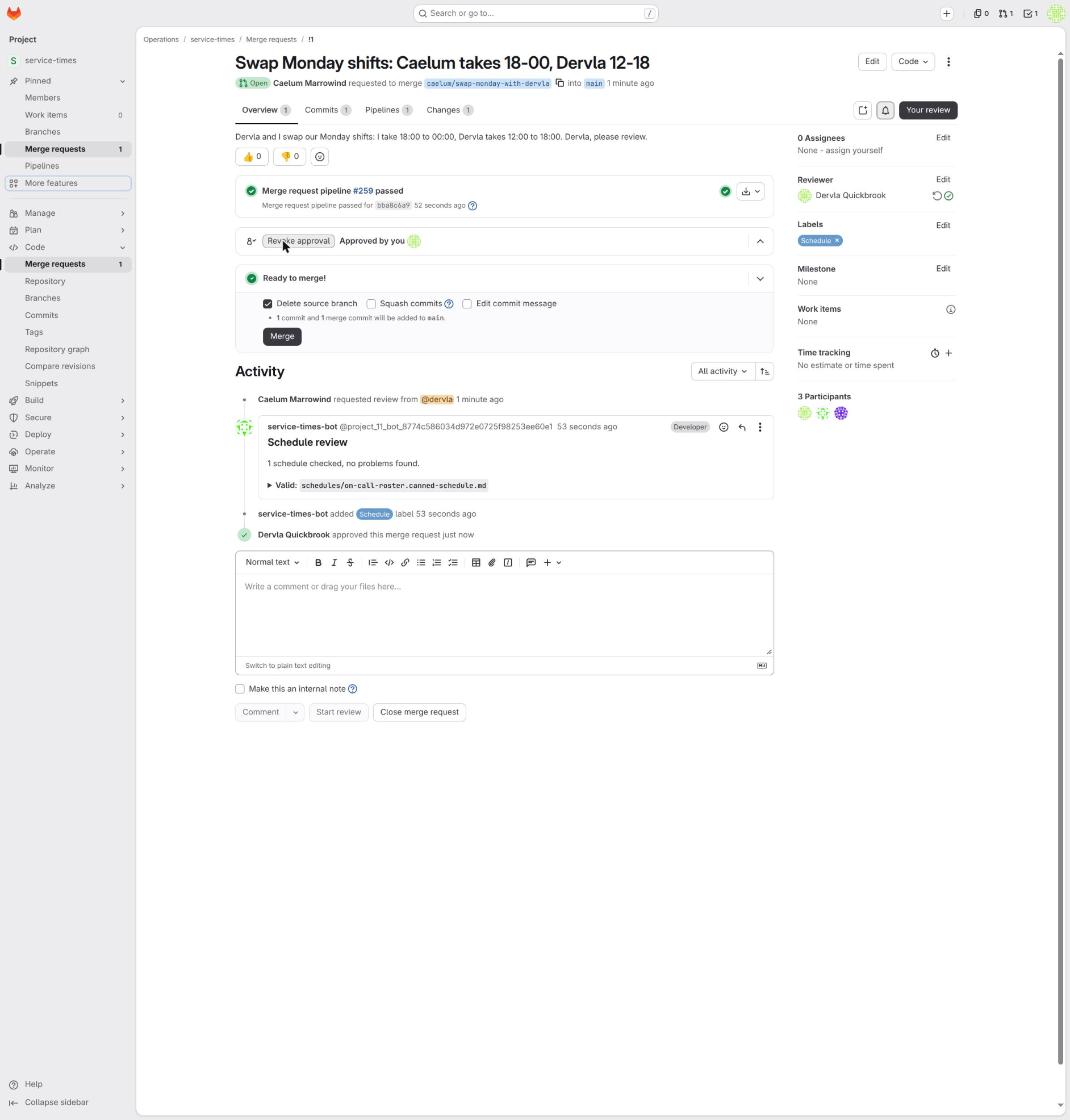 Search or go to...
/
0
1
1
Project
S service-times
Pinned
Members
Work items 0
Branches
Merge requests 1
Pipelines
More features
Manage
Plan
Code
Merge requests 1
Repository
Branches
Commits
Tags
Repository graph
Compare revisions
Snippets
Build
Secure
Deploy
Operate
Monitor
Analyze
Help
Collapse sidebar
Operations / service-times / Merge requests / !1
Swap Monday shifts: Caelum takes 18-00, Dervla 12-18
Edit
Code
Open Caelum Marrowind requested to merge caelum/swap-monday-with-dervla into main 1 minute ago
Overview 1 Commits 1 Pipelines 1 Changes 1
Your review
Dervla and I swap our Monday shifts: I take 18:00 to 00:00, Dervla takes 12:00 to 18:00. Dervla, please review.
👍 0 👎 0
Merge request pipeline #259 passed
Merge request pipeline passed for bba8c6a9 52 seconds ago
Revoke approval Approved by you
Ready to merge!
Delete source branch Squash commits Edit commit message
1 commit and 1 merge commit will be added to main.
Merge
Activity
All activity
Caelum Marrowind requested review from @dervla 1 minute ago
service-times-bot @project_11_bot_8774c586034d972e0725f98253ee60e1 53 seconds ago
Developer
Schedule review
1 schedule checked, no problems found.
Valid: schedules/on-call-roster.canned-schedule.md
service-times-bot added Schedule label 53 seconds ago
Dervla Quickbrook approved this merge request just now
Normal text
Write a comment or drag your files here...
Switch to plain text editing
Make this an internal note
Comment
Start review
Close merge request
0 Assignees Edit
None - assign yourself
Reviewer Edit
Dervla Quickbrook
Labels Edit
Schedule ×
Milestone Edit
None
Work items
None
Time tracking
No estimate or time spent
3 Participants